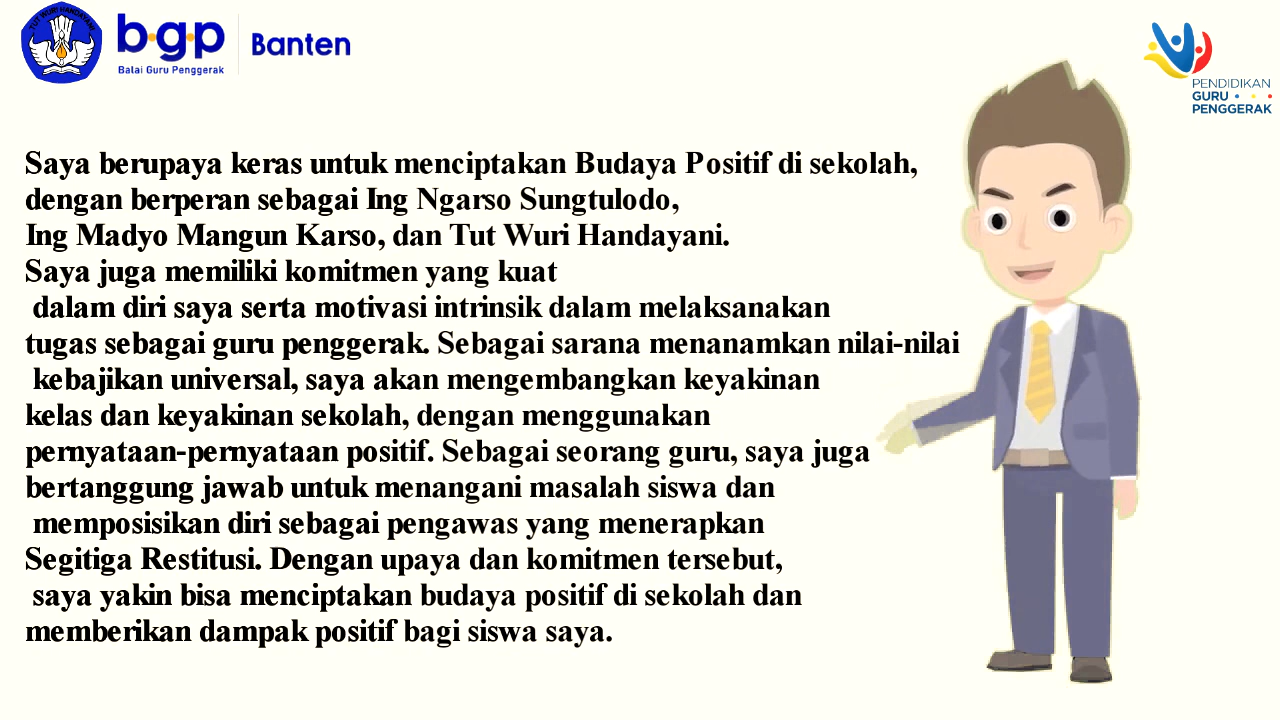 TUT WURI HANDAYANI
bgp
Balai Guru Penggerak
Banten
PENDIDIKAN
GURU
PENGGERAK
Saya berupaya keras untuk menciptakan Budaya Positif di sekolah,
dengan berperan sebagai Ing Ngarso Sungtulodo,
Ing Madyo Mangun Karso, dan Tut Wuri Handayani.
Saya juga memiliki komitmen yang kuat
dalam diri saya serta motivasi intrinsik dalam melaksanakan
tugas sebagai guru penggerak. Sebagai sarana menanamkan nilai-nilai
kebajikan universal, saya akan mengembangkan keyakinan
kelas dan keyakinan sekolah, dengan menggunakan
pernyataan-pernyataan positif. Sebagai seorang guru, saya juga
bertanggung jawab untuk menangani masalah siswa dan
memposisikan diri sebagai pengawas yang menerapkan
Segitiga Restitusi. Dengan upaya dan komitmen tersebut,
saya yakin bisa menciptakan budaya positif di sekolah dan
memberikan dampak positif bagi siswa saya.